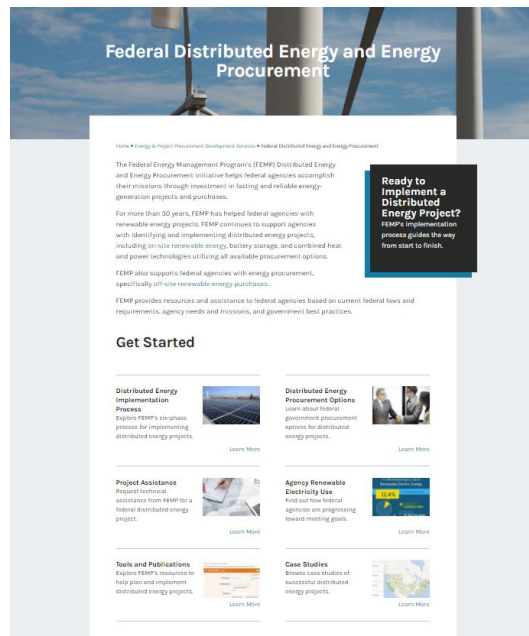 Federal Distributed Energy and Energy
Procurement
Home • Energy & Project Procurement Development Services • Federal Distributed Energy and Energy Procurement
The Federal Energy Management Program's (FEMP) Distributed Energy
and Energy Procurement initiative helps federal agencies accomplish
their missions through investment in lasting and reliable energy-
generation projects and purchases.
For more than 30 years, FEMP has helped federal agencies with
renewable energy projects. FEMP continues to support agencies
with identifying and implementing distributed energy projects,
including on-site renewable energy, battery storage, and combined heat
and power technologies utilizing all available procurement options.
FEMP also supports federal agencies with energy procurement,
specifically off-site renewable energy purchases.
FEMP provides resources and assistance to federal agencies based on current federal laws and
requirements, agency needs and missions, and government best practices.
Ready to
Implement a
Distributed
Energy Project?
FEMP's implementation
process guides the way
from start to finish.
Get Started
Distributed Energy
Implementation
Process
Explore FEMP's six-phase
process for implementing
distributed energy projects.
Learn More
Distributed Energy
Procurement Options
Learn about federal
government procurement
options for distributed
energy projects.
Learn More
Project Assistance
Request technical
assistance from FEMP for a
federal distributed energy
project.
Learn More
Agency Renewable
Electricity Use
Find out how federal
agencies are progressing
toward meeting goals.
12.4%
Learn More
Tools and Publications
Explore FEMP's resources to
help plan and implement
distributed energy projects.
Learn More
Case Studies
Browse case studies of
successful distributed
energy projects.
Learn More